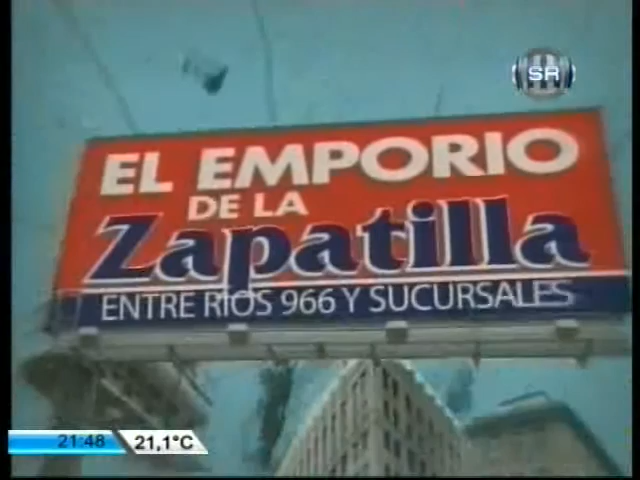 SR
EL EMPORIO
DE LA
Zapatilla
ENTRE RIOS 966 Y SUCURSALES
21:48 21,1°C